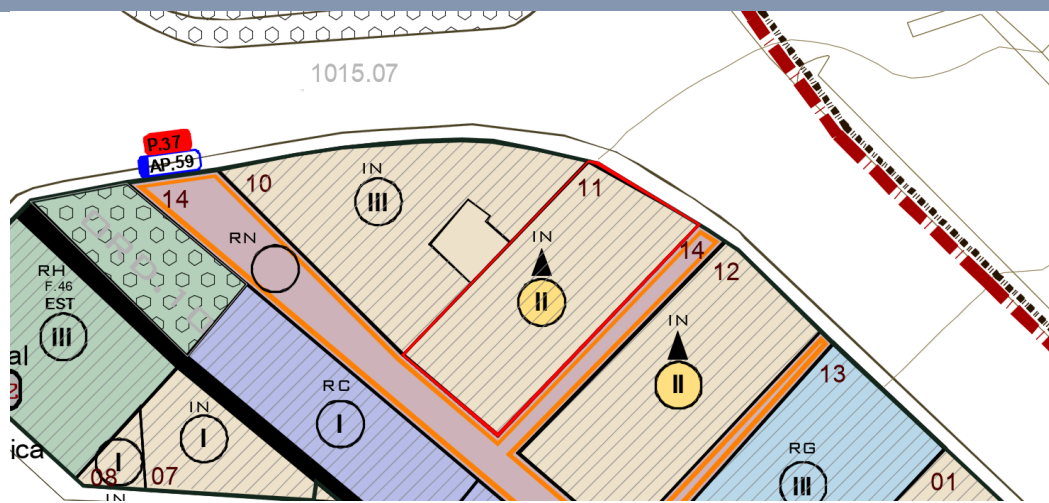 1015.07
P.37
AP.59
14
10
IN
III
11
RN
IN
II
14
12
RH
F.46
EST
III
IN
II
al
RC
I
13
IN
I
RG
III
ica
I
08
07
01
IN